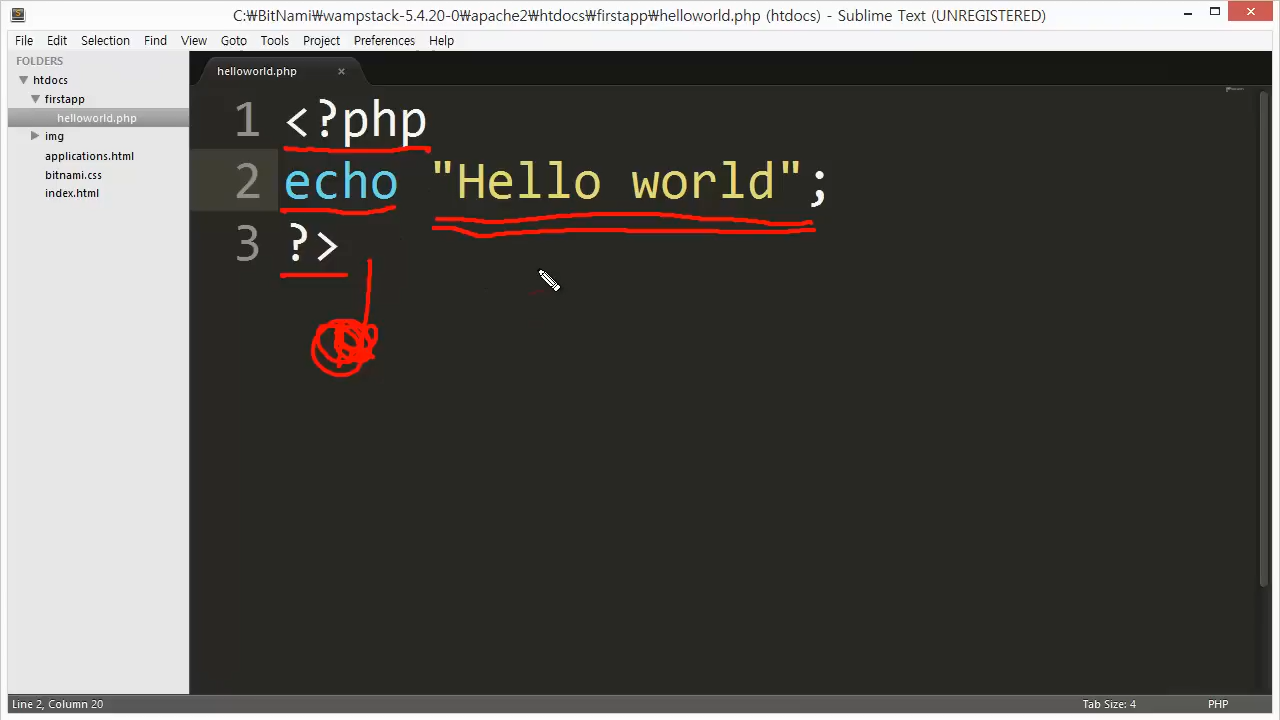 C:₩BitNami₩wampstack-5.4.20-0₩apache2₩htdocs₩firstapp₩helloworld.php (htdocs) - Sublime Text (UNREGISTERED)
File Edit Selection Find View Goto Tools Project Preferences Help
FOLDERS
htdocs
firstapp
helloworld.php
img
applications.html
bitnami.css
index.html
helloworld.php
1 <?php
2 echo "Hello world";
3 ?>
Line 2, Column 20
Tab Size: 4
PHP